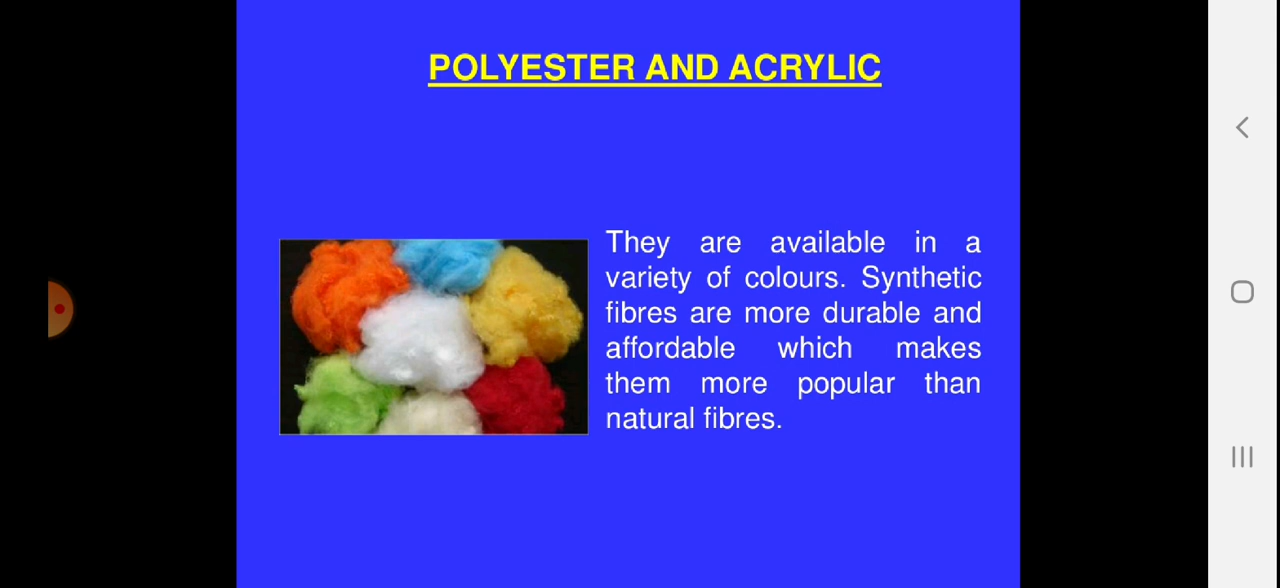 POLYESTER AND ACRYLIC
They are available in a
variety of colours. Synthetic
fibres are more durable and
affordable which makes
them more popular than
natural fibres.